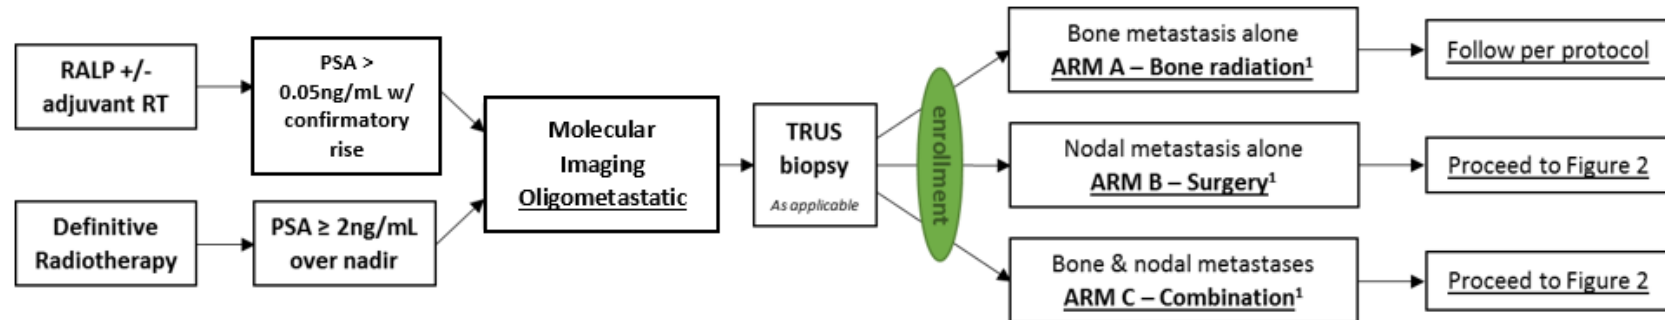 RALP +/-
adjuvant RT
PSA >
0.05ng/mL w/
confirmatory
rise
Definitive
Radiotherapy
PSA ≥ 2ng/mL
over nadir
Molecular
Imaging
Oligometastatic
TRUS
biopsy
As applicable
enrollment
Bone metastasis alone
ARM A – Bone radiation¹
Follow per protocol
Nodal metastasis alone
ARM B – Surgery¹
Proceed to Figure 2
Bone & nodal metastases
ARM C – Combination¹
Proceed to Figure 2